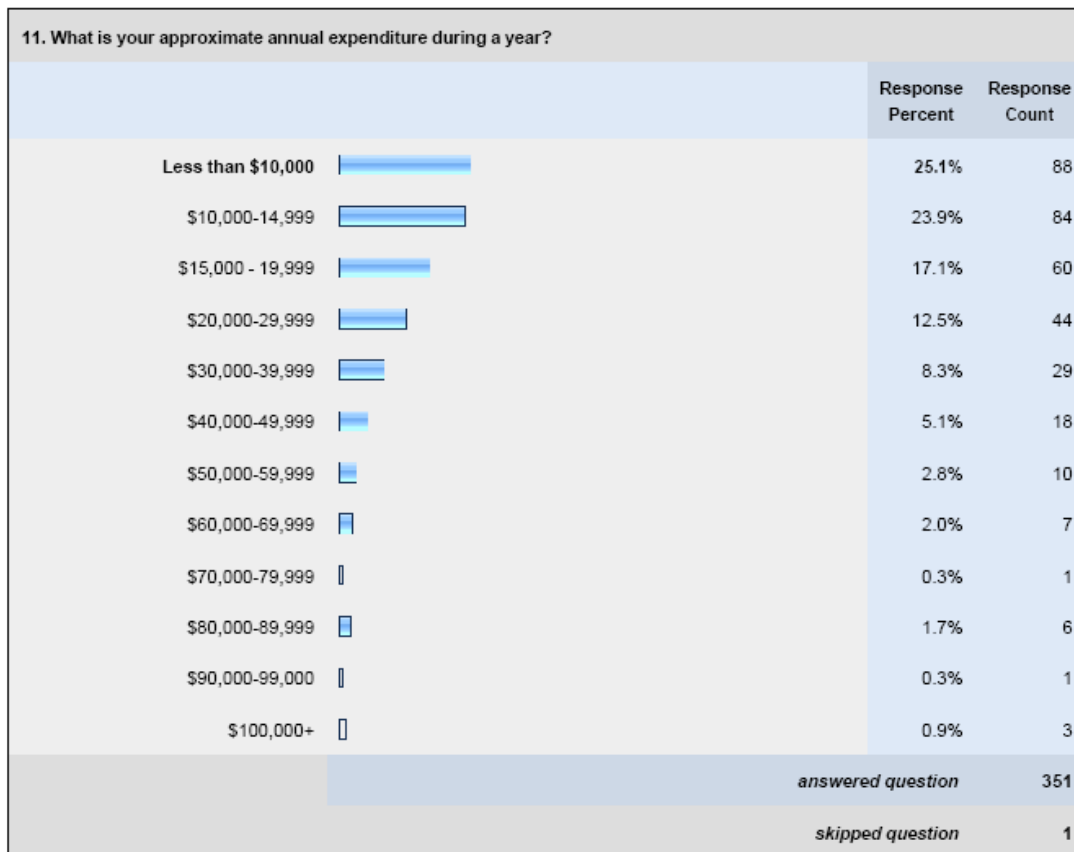 11. What is your approximate annual expenditure during a year?
Response Percent Response Count
Less than $10,000 25.1% 88
$10,000-14,999 23.9% 84
$15,000 - 19,999 17.1% 60
$20,000-29,999 12.5% 44
$30,000-39,999 8.3% 29
$40,000-49,999 5.1% 18
$50,000-59,999 2.8% 10
$60,000-69,999 2.0% 7
$70,000-79,999 0.3% 1
$80,000-89,999 1.7% 6
$90,000-99,000 0.3% 1
$100,000+ 0.9% 3
answered question 351
skipped question 1